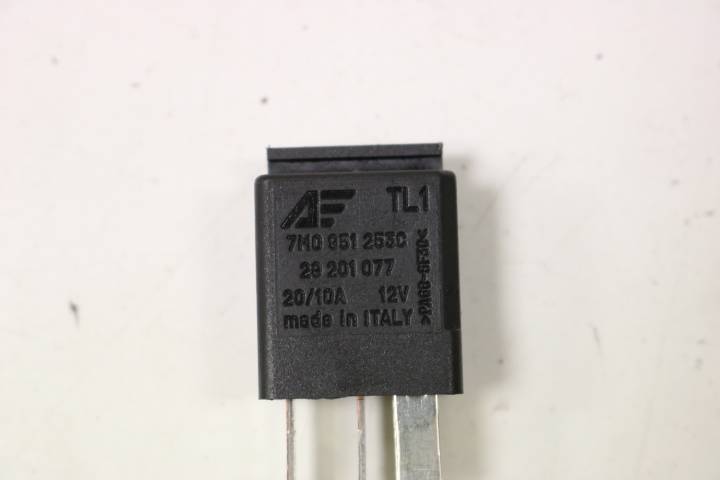 AF TL1
7M0 951 253C
28 201 077
20/10A 12V
made in ITALY
>PA66-GF30<